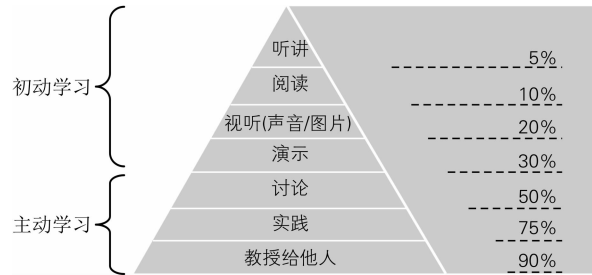 听讲 5%
初动学习
阅读 10%
视听(声音/图片) 20%
演示 30%
讨论 50%
主动学习
实践 75%
教授给他人 90%